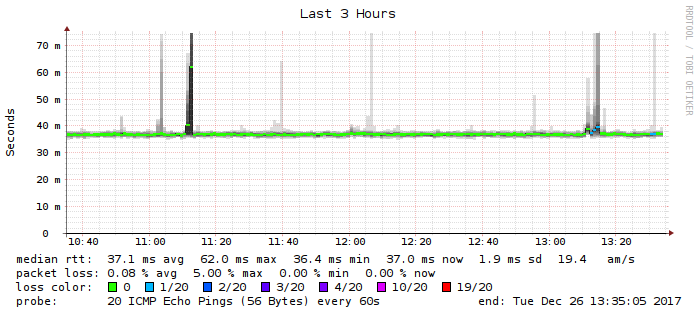 Last 3 Hours
RRDTOOL / TOBI OETIKER
Seconds
70 m
60 m
50 m
40 m
30 m
20 m
10 m
0
10:40 11:00 11:20 11:40 12:00 12:20 12:40 13:00 13:20
median rtt: 37.1 ms avg 62.0 ms max 36.4 ms min 37.0 ms now 1.9 ms sd 19.4 am/s
packet loss: 0.08 % avg 5.00 % max 0.00 % min 0.00 % now
loss color: 0 1/20 2/20 3/20 4/20 10/20 19/20
probe: 20 ICMP Echo Pings (56 Bytes) every 60s end: Tue Dec 26 13:35:05 2017